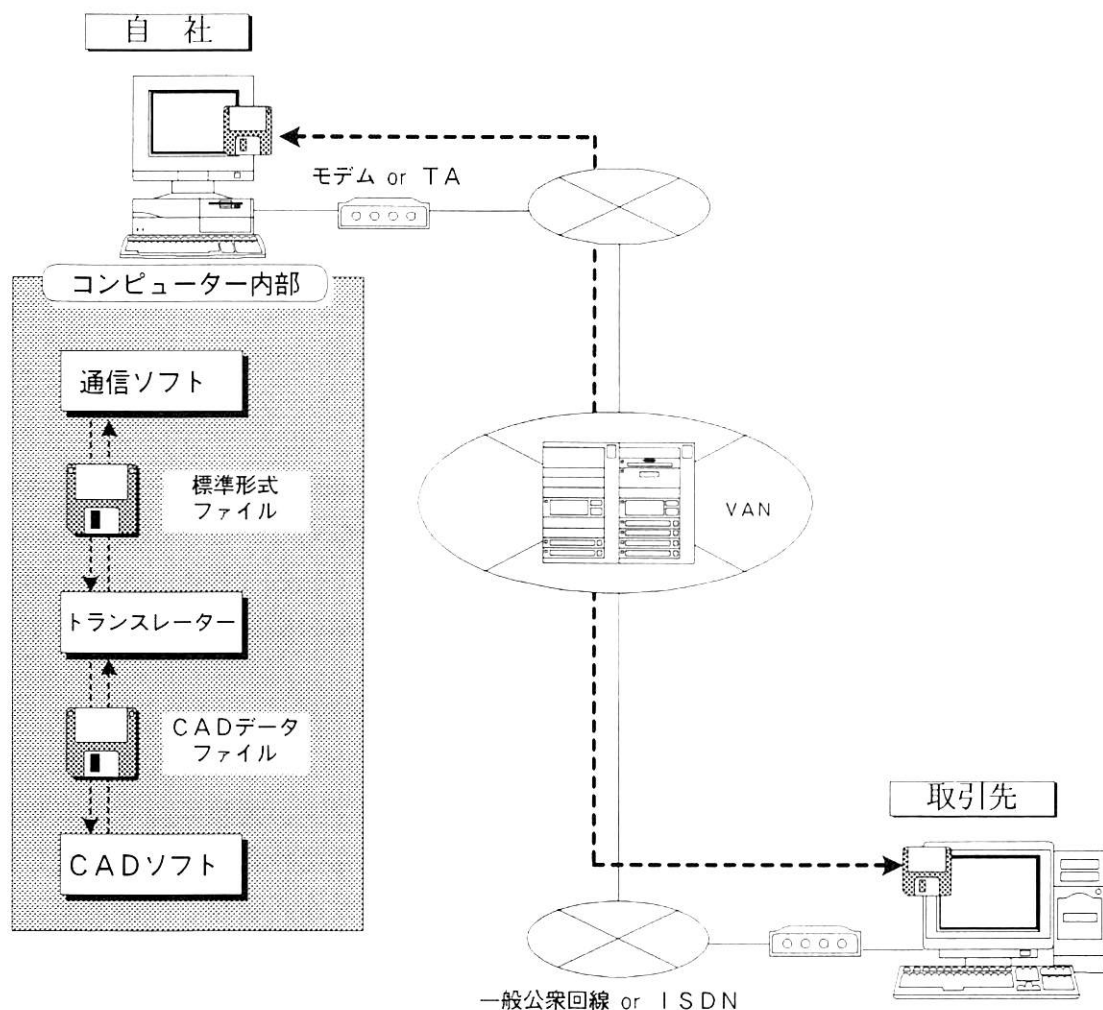 自 社
モデム or TA
コンピューター内部
通信ソフト
標準形式
ファイル
VAN
トランスレーター
CADデータ
ファイル
取引先
CADソフト
一般公衆回線 or ISDN